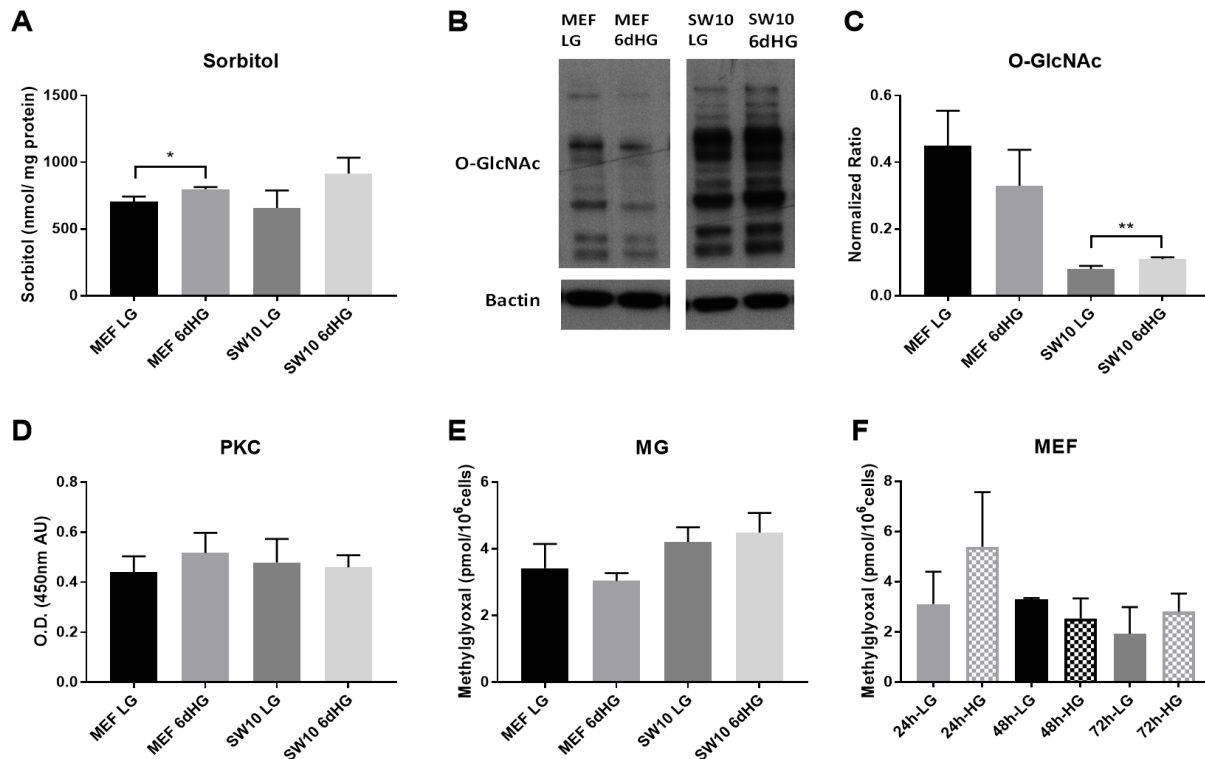 A
Sorbitol
Sorbitol (nmol/ mg protein)
1500
1000
500
0
*
MEF LG
MEF 6dHG
SW10 LG
SW10 6dHG
B
MEF MEF SW10 SW10
LG 6dHG LG 6dHG
O-GlcNAc
Bactin
C
O-GlcNAc
Normalized Ratio
0.6
0.4
0.2
0.0
**
MEF LG
MEF 6dHG
SW10 LG
SW10 6dHG
D
PKC
O.D. (450nm AU)
0.8
0.6
0.4
0.2
0.0
MEF LG
MEF 6dHG
SW10 LG
SW10 6dHG
E
MG
Methylglyoxal (pmol/10⁶cells)
6
4
2
0
MEF LG
MEF 6dHG
SW10 LG
SW10 6dHG
F
MEF
Methylglyoxal (pmol/10⁶cells)
8
6
4
2
0
24h-LG
24h-HG
48h-LG
48h-HG
72h-LG
72h-HG